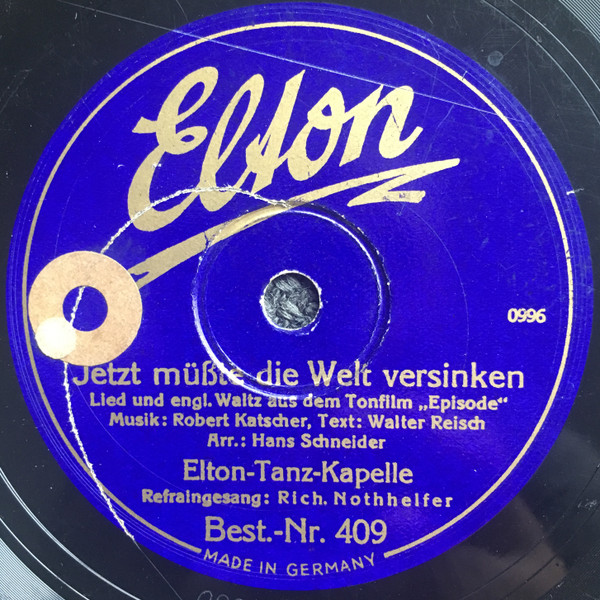 Elton
0996
Jetzt müßte die Welt versinken
Lied und engl. Waltz aus dem Tonfilm „Episode“
Musik: Robert Katscher, Text: Walter Reisch
Arr.: Hans Schneider
Elton-Tanz-Kapelle
Refraingesang: Rich. Nothhelfer
Best.-Nr. 409
MADE IN GERMANY